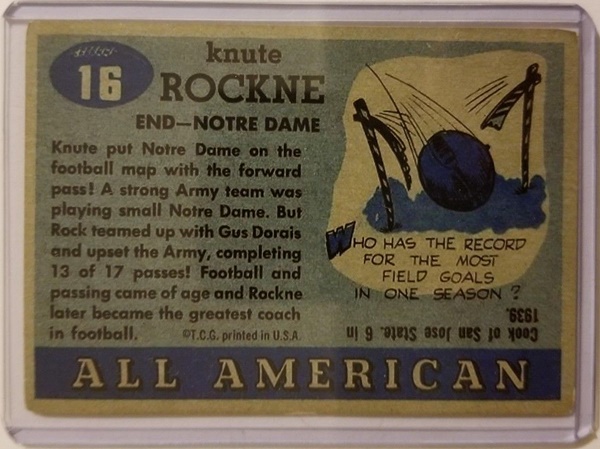 16
knute
ROCKNE
END—NOTRE DAME
Knute put Notre Dame on the
football map with the forward
pass! A strong Army team was
playing small Notre Dame. But
Rock teamed up with Gus Dorais
and upset the Army, completing
13 of 17 passes! Football and
passing came of age and Rockne
later became the greatest coach
in football.
©T.C.G. printed in U.S.A.
WHO HAS THE RECORD
FOR THE MOST
FIELD GOALS
IN ONE SEASON?
Cook of San Jose State. 6 in
1939.
ALL AMERICAN